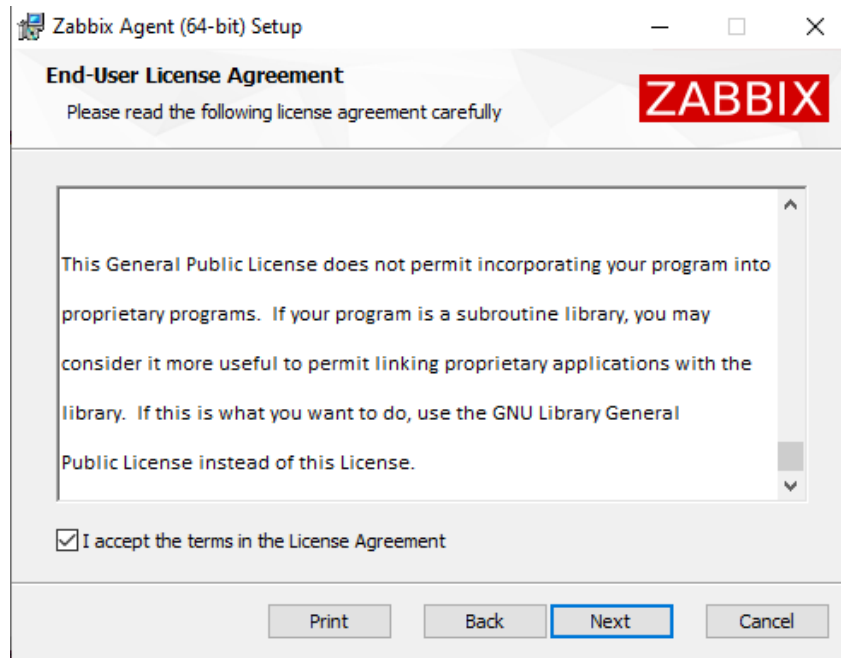 Zabbix Agent (64-bit) Setup
End-User License Agreement
Please read the following license agreement carefully
ZABBIX
This General Public License does not permit incorporating your program into
proprietary programs.  If your program is a subroutine library, you may
consider it more useful to permit linking proprietary applications with the
library.  If this is what you want to do, use the GNU Library General
Public License instead of this License.
I accept the terms in the License Agreement
Print Back Next Cancel